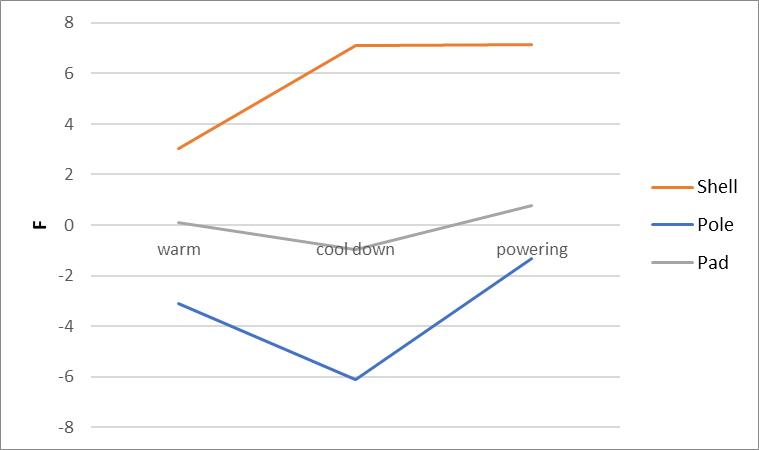 8
6
4
2
0
-2
-4
-6
-8
F
warm
cool down
powering
Shell
Pole
Pad